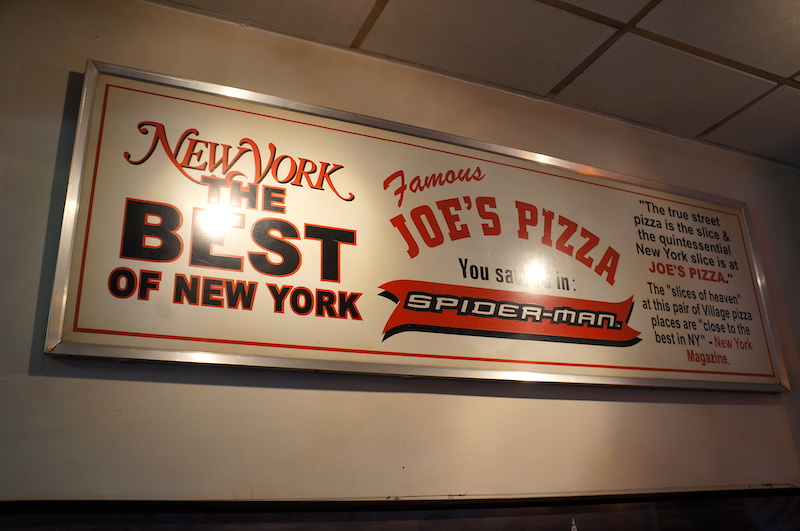 NEW YORK
THE
BEST
OF NEW YORK
Famous
JOE'S PIZZA
You saw us in:
SPIDER-MAN.
"The true street
pizza is the slice &
the quintessential
New York slice is at
JOE'S PIZZA."
The "slices of heaven"
at this pair of Village pizza
places are "close to the
best in NY" - New York
Magazine.